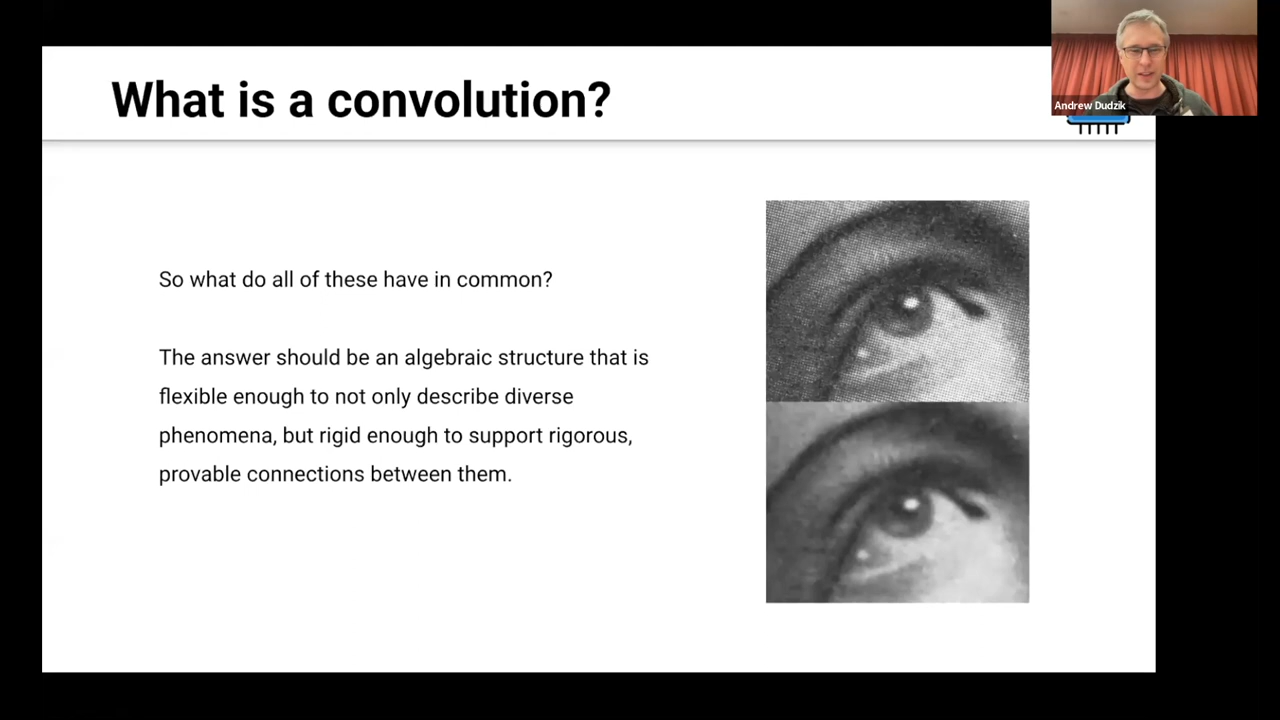 What is a convolution?
Andrew Dudzik
So what do all of these have in common?
The answer should be an algebraic structure that is
flexible enough to not only describe diverse
phenomena, but rigid enough to support rigorous,
provable connections between them.